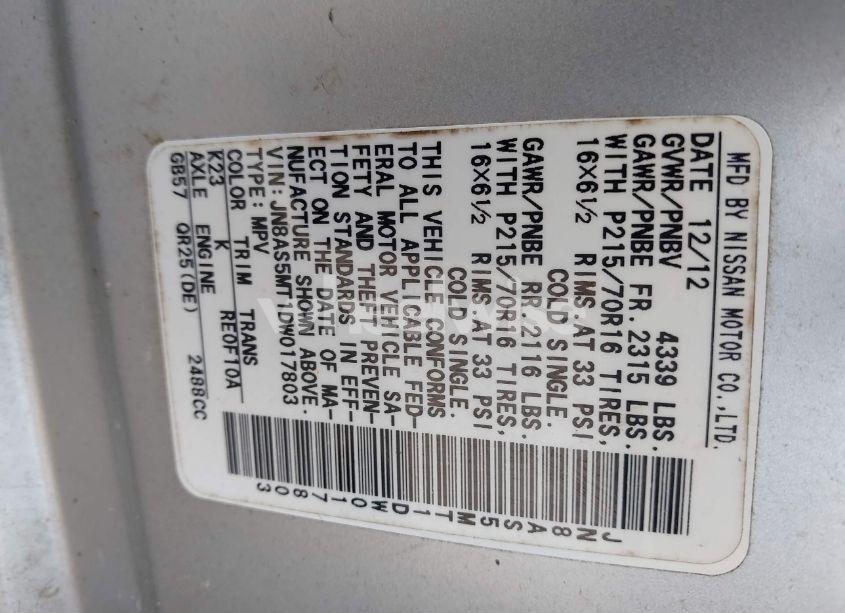 MFD BY NISSAN MOTOR CO.,LTD.
DATE 12/12
GVWR/PNBV 4339 LBS.
GAWR/PNBE FR. 2315 LBS.
WITH P215/70R16 TIRES,
16X6½ RIMS.AT 33 PSI
COLD SINGLE.
GAWR/PNBE RR. 2116 LBS.
WITH P215/70R16 TIRES.
16X6½ RIMS.AT 33 PSI
COLD SINGLE.
THIS VEHICLE CONFORMS
TO ALL APPLICABLE FED-
ERAL MOTOR VEHICLE SA-
FETY AND THEFT PREVEN-
TION STANDARDS IN EFF-
ECT ON THE DATE OF MA-
NUFACTURE SHOWN ABOVE.
VIN: JN8AS5MT1DW017803
TYPE: MPV
COLOR TRIM TRANS
K23 K RE0F10A
AXLE ENGINE
GB57 QR25(DE) 2488CC
JN8AS5MT1DW017803